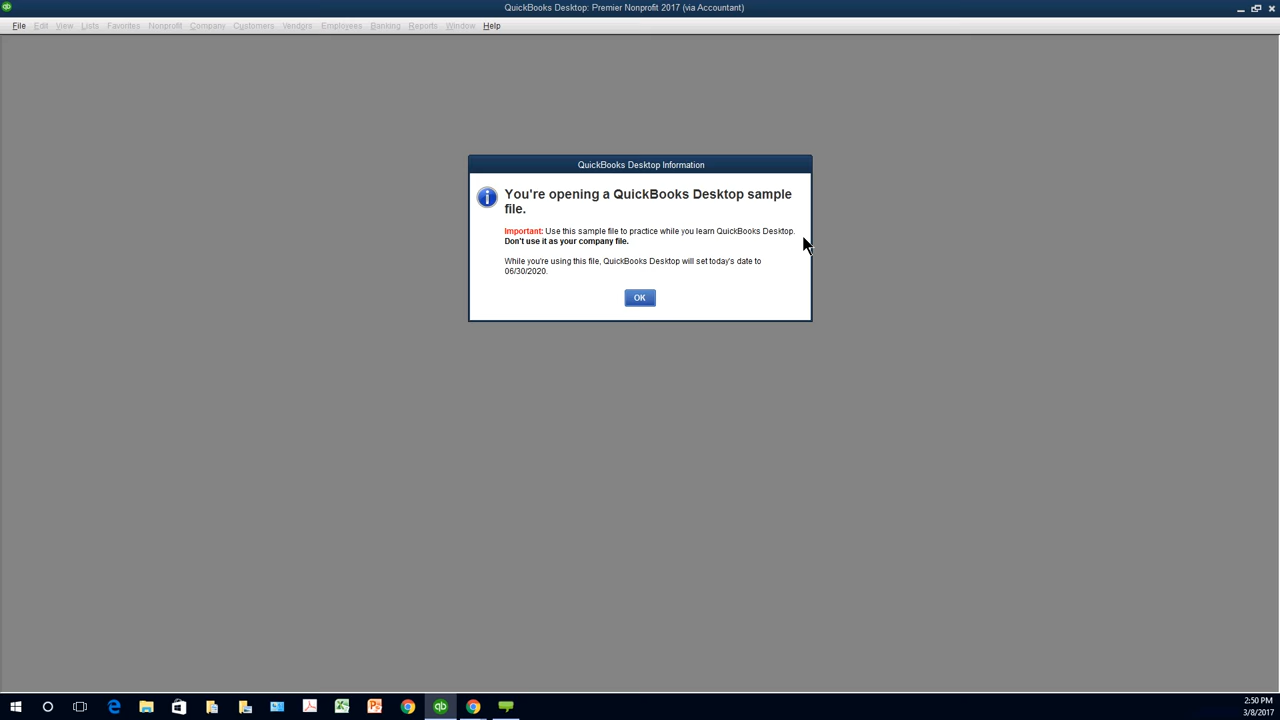 QuickBooks Desktop: Premier Nonprofit 2017 (via Accountant)
File Edit View Lists Favorites Nonprofit Company Customers Vendors Employees Banking Reports Window Help
QuickBooks Desktop Information
You're opening a QuickBooks Desktop sample
file.
Important: Use this sample file to practice while you learn QuickBooks Desktop.
Don't use it as your company file.
While you're using this file, QuickBooks Desktop will set today's date to
06/30/2020.
OK
2:50 PM
3/8/2017